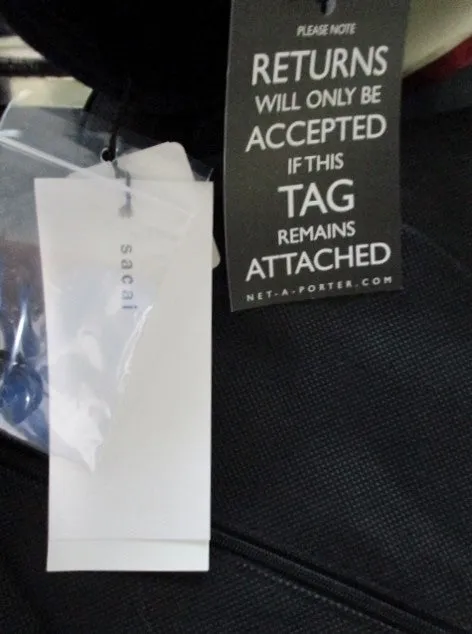 PLEASE NOTE
RETURNS
WILL ONLY BE
ACCEPTED
IF THIS
TAG
REMAINS
ATTACHED
NET-A-PORTER.COM
sacai